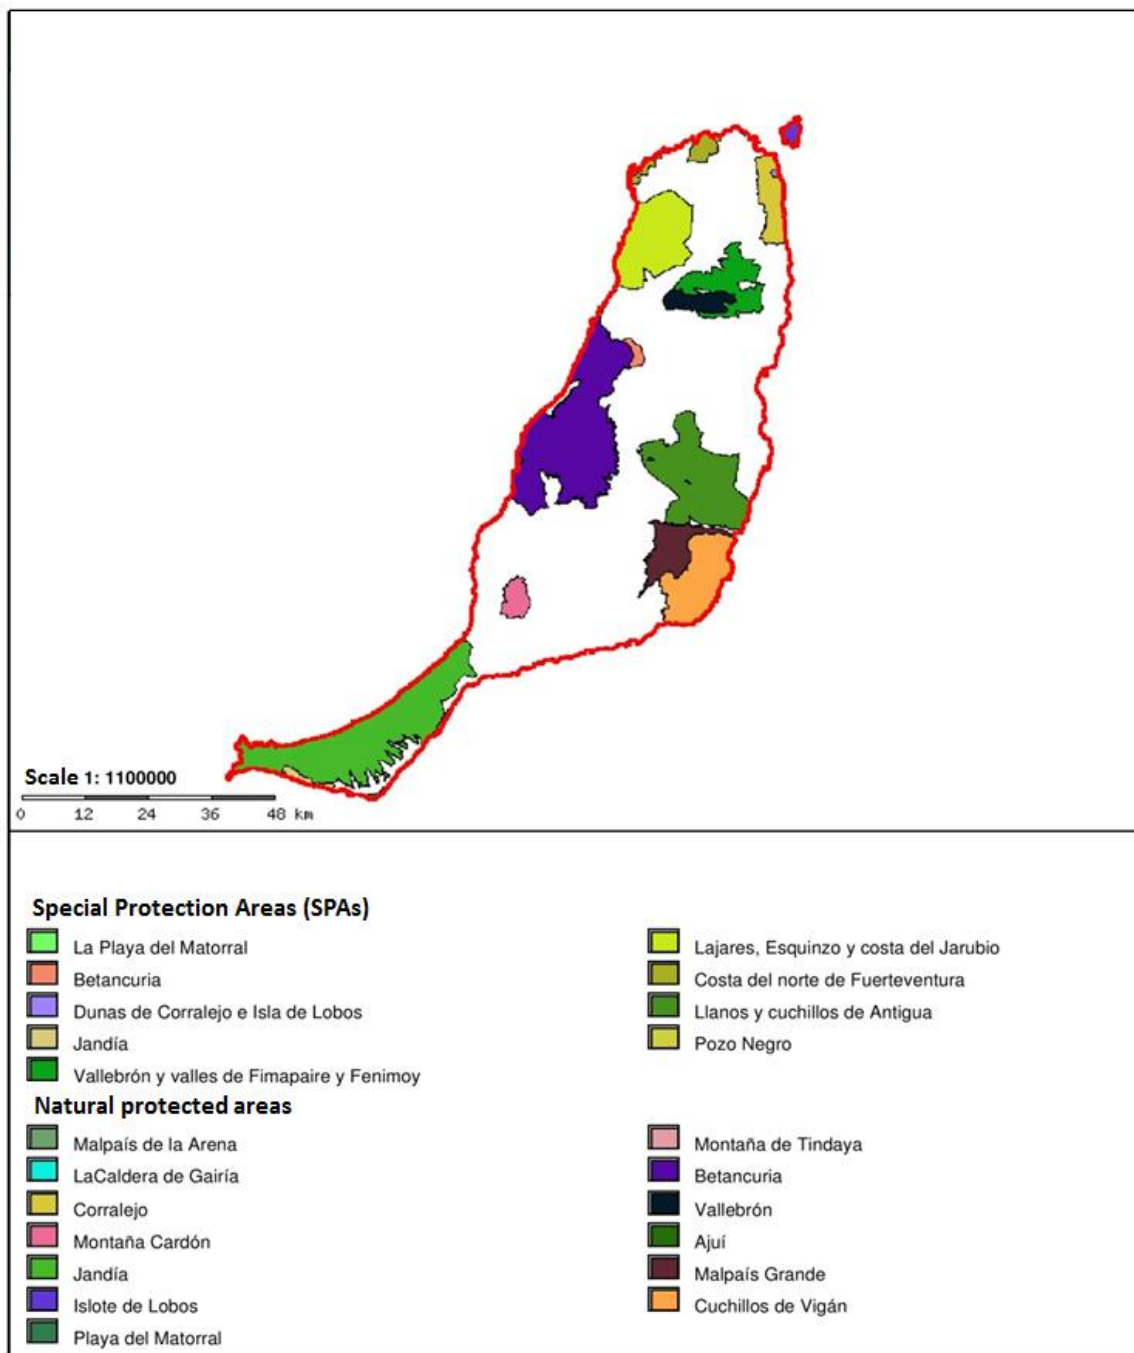 Scale 1: 1100000
0 12 24 36 48 km
Special Protection Areas (SPAs)
La Playa del Matorral
Betancuria
Dunas de Corralejo e Isla de Lobos
Jandía
Vallebrón y valles de Fimapaire y Fenimoy
Lajares, Esquinzo y costa del Jarubio
Costa del norte de Fuerteventura
Llanos y cuchillos de Antigua
Pozo Negro
Natural protected areas
Malpaís de la Arena
LaCaldera de Gairía
Corralejo
Montaña Cardón
Jandía
Islote de Lobos
Playa del Matorral
Montaña de Tindaya
Betancuria
Vallebrón
Ajuí
Malpaís Grande
Cuchillos de Vigán